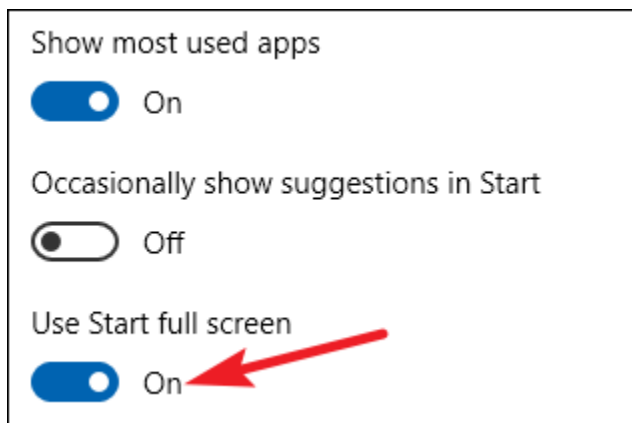 Show most used apps
On
Occasionally show suggestions in Start
Off
Use Start full screen
On